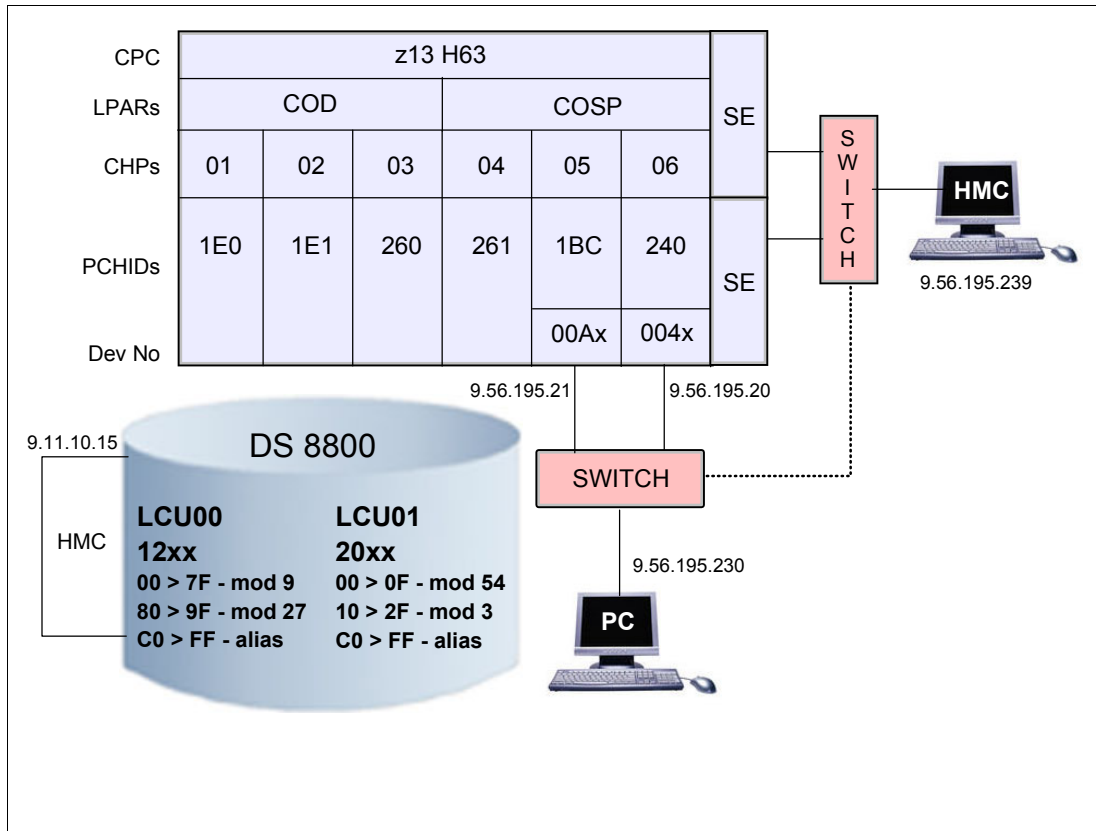 CPC
z13 H63
LPARs
COD
COSP
SE
CHPs
01
02
03
04
05
06
PCHIDs
1E0
1E1
260
261
1BC
240
SE
Dev No
00Ax
004x
SWITCH
HMC
9.56.195.239
9.56.195.21
9.56.195.20
SWITCH
9.56.195.230
PC
9.11.10.15
HMC
DS 8800
LCU00
12xx
00 > 7F - mod 9
80 > 9F - mod 27
C0 > FF - alias
LCU01
20xx
00 > 0F - mod 54
10 > 2F - mod 3
C0 > FF - alias